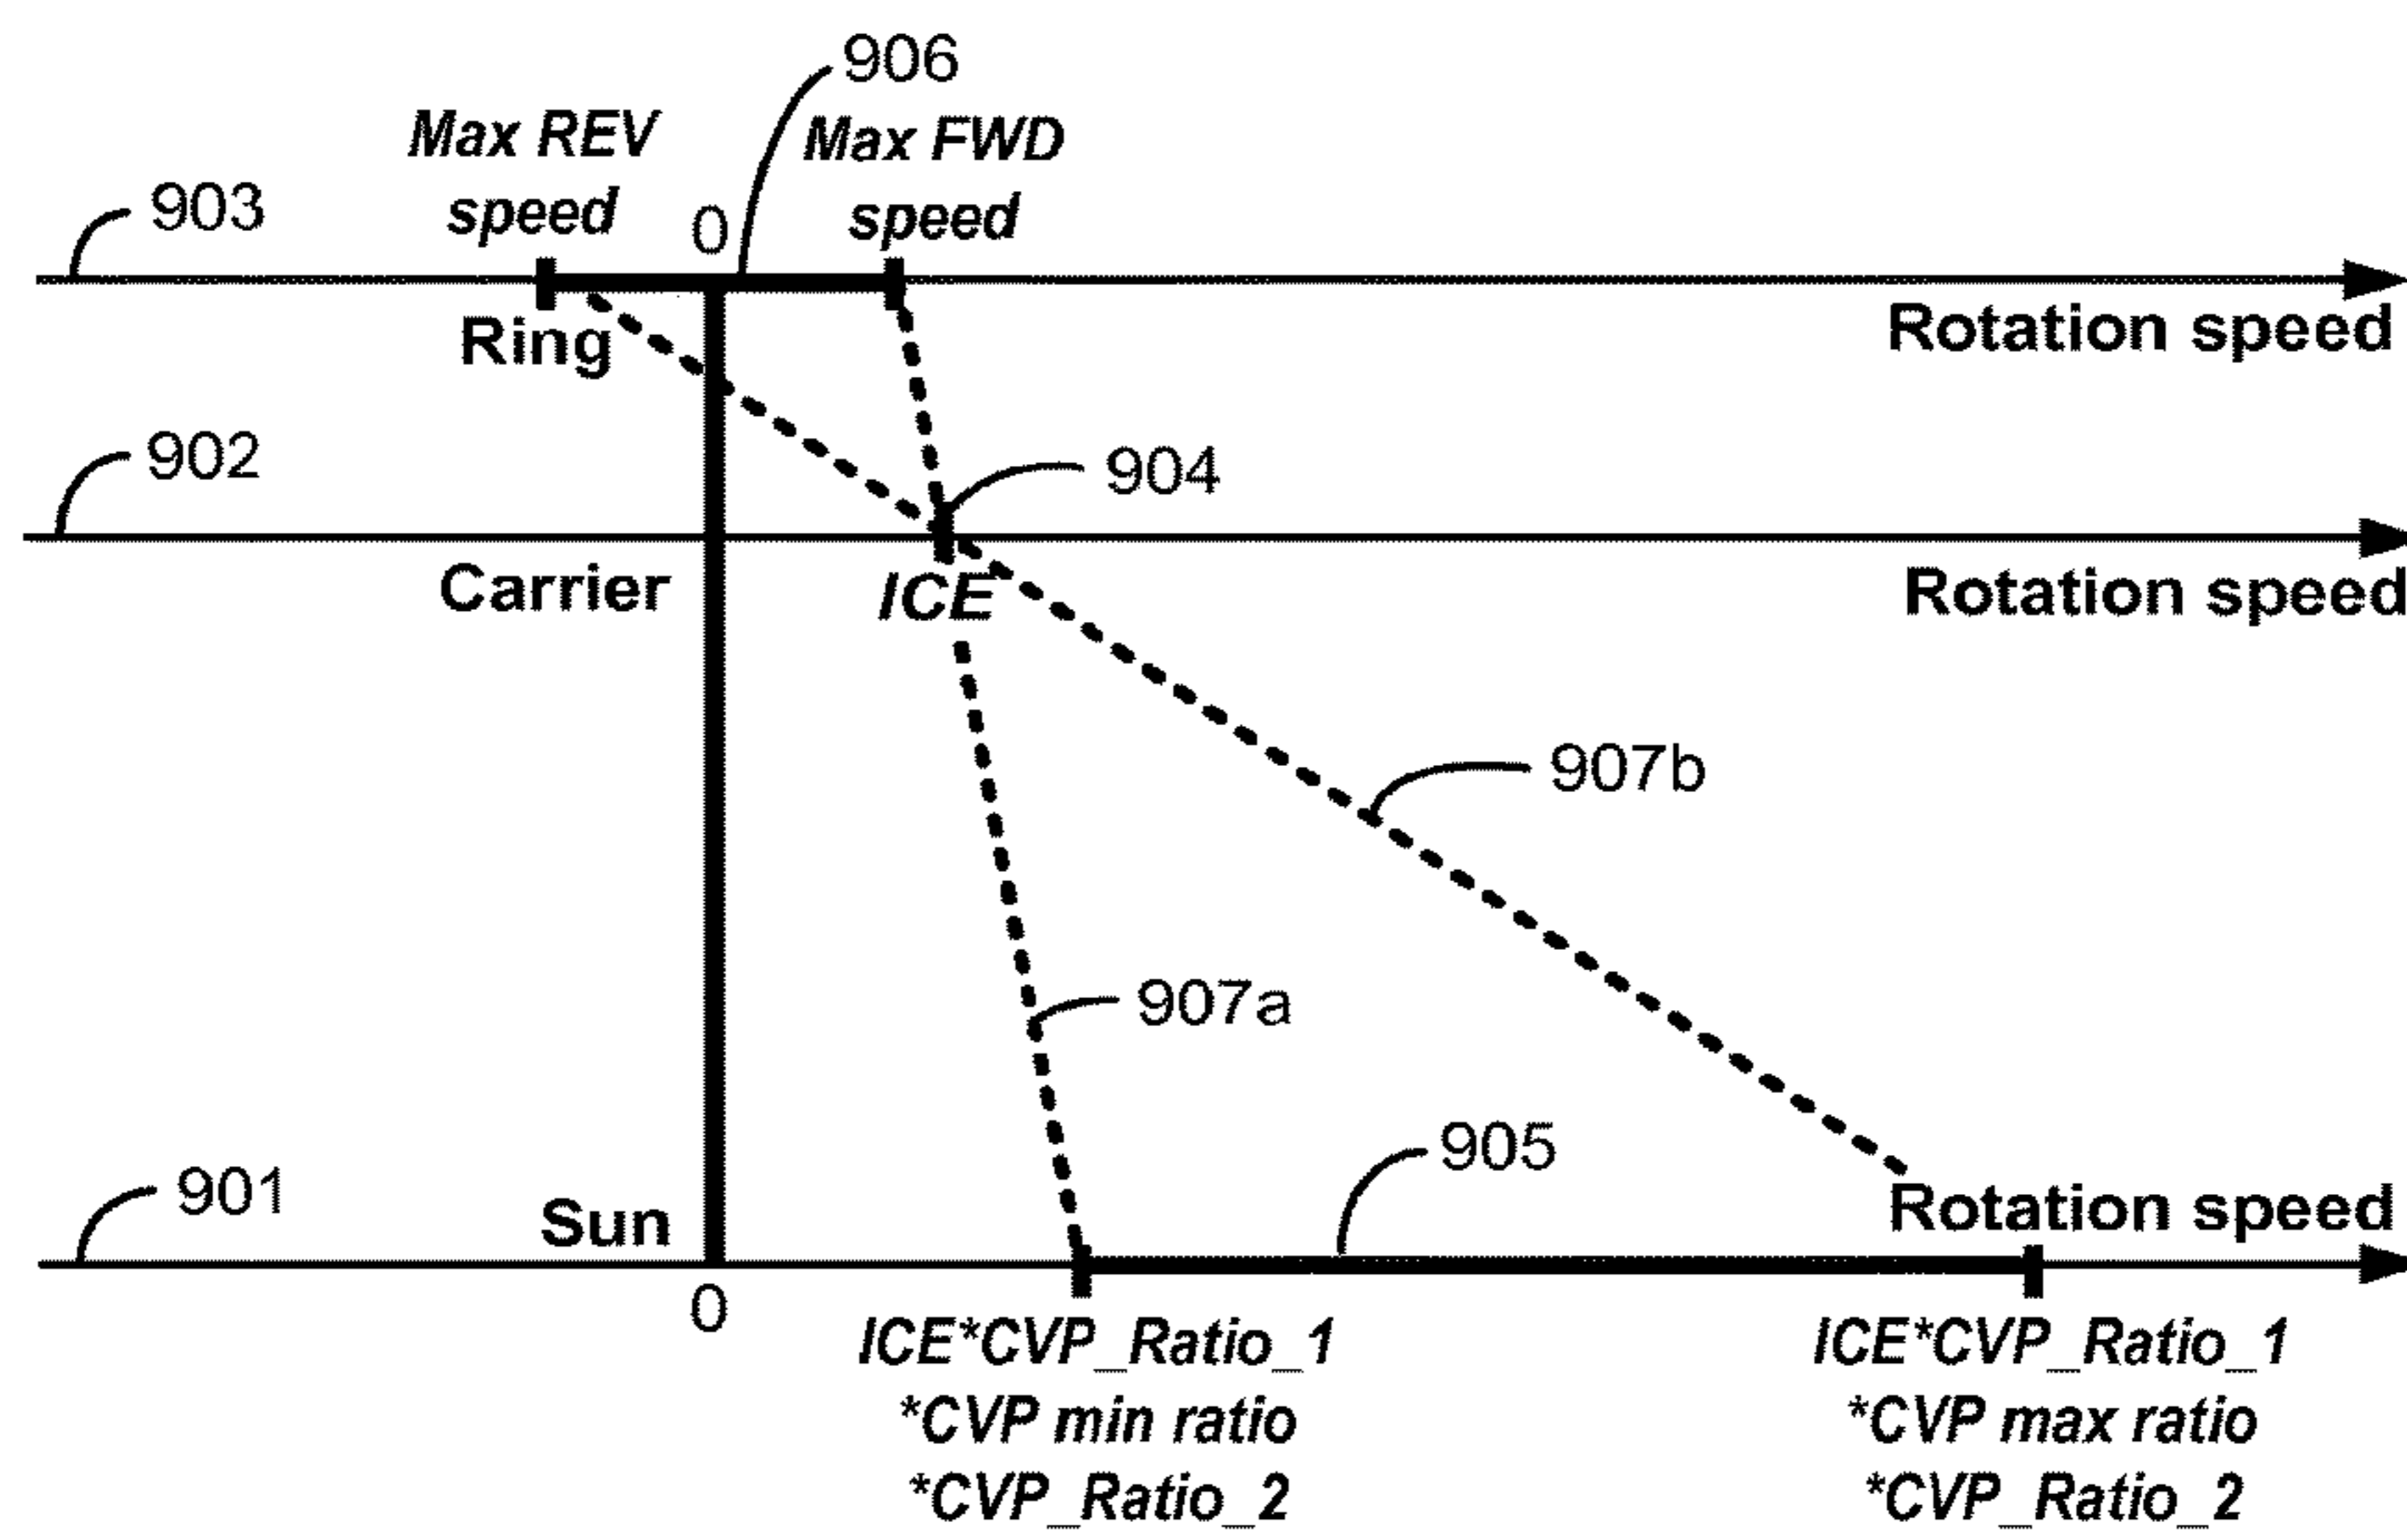 906
Max REV
speed
Max FWD
speed
903
0
Ring
Rotation speed
902
904
Carrier
ICE
Rotation speed
907b
907a
905
901
Sun
Rotation speed
0
ICE*CVP_Ratio_1
*CVP min ratio
*CVP_Ratio_2
ICE*CVP_Ratio_1
*CVP max ratio
*CVP_Ratio_2